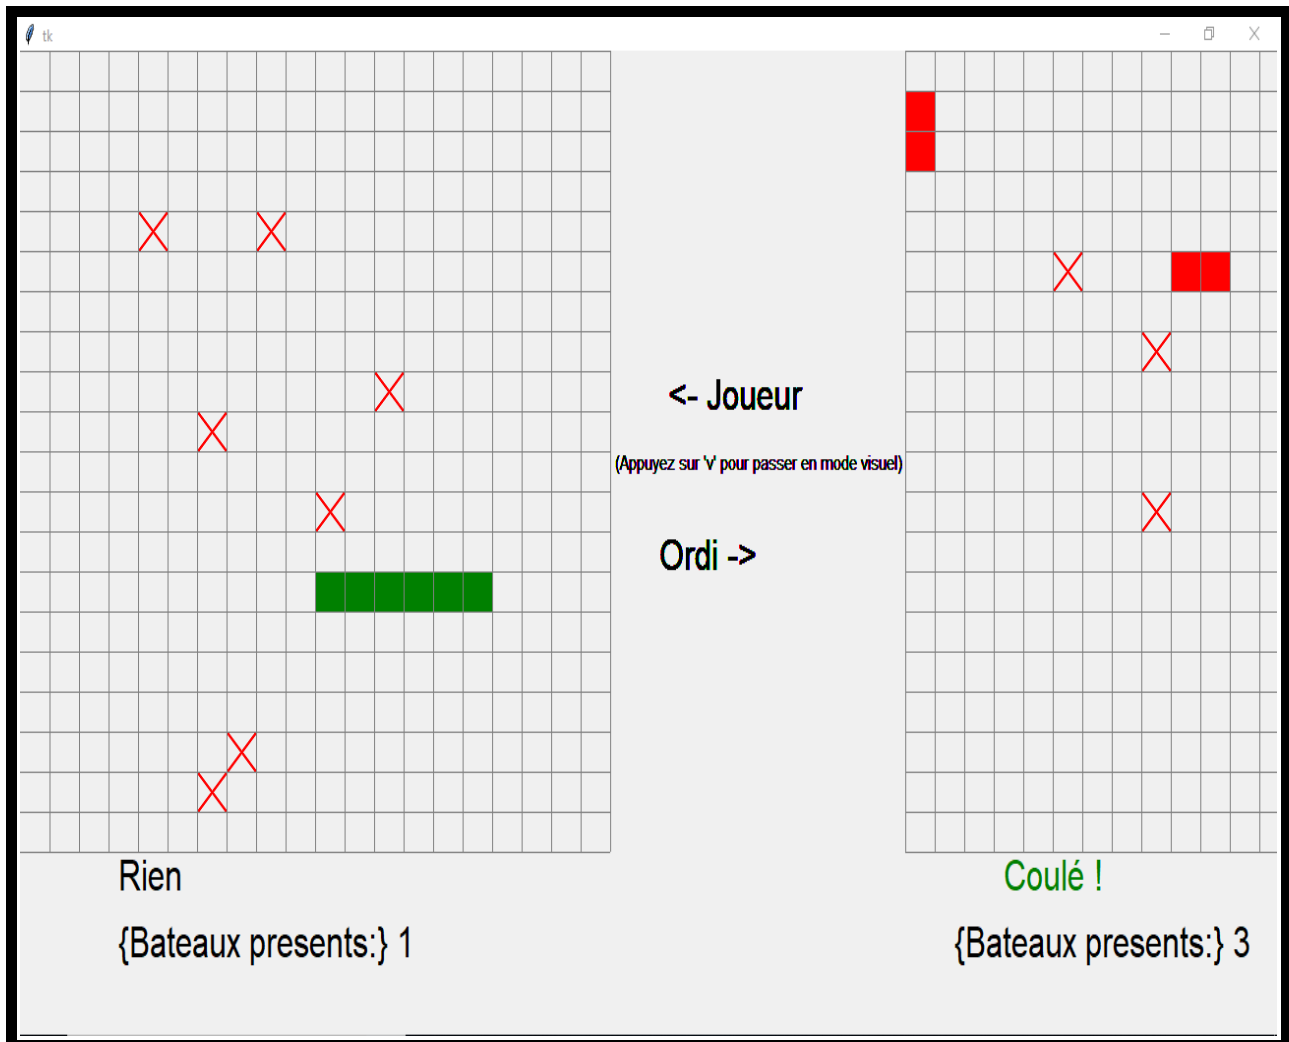 tk
<- Joueur
(Appuyez sur 'v' pour passer en mode visuel)
Ordi ->
Rien
Coulé !
{Bateaux presents:} 1
{Bateaux presents:} 3